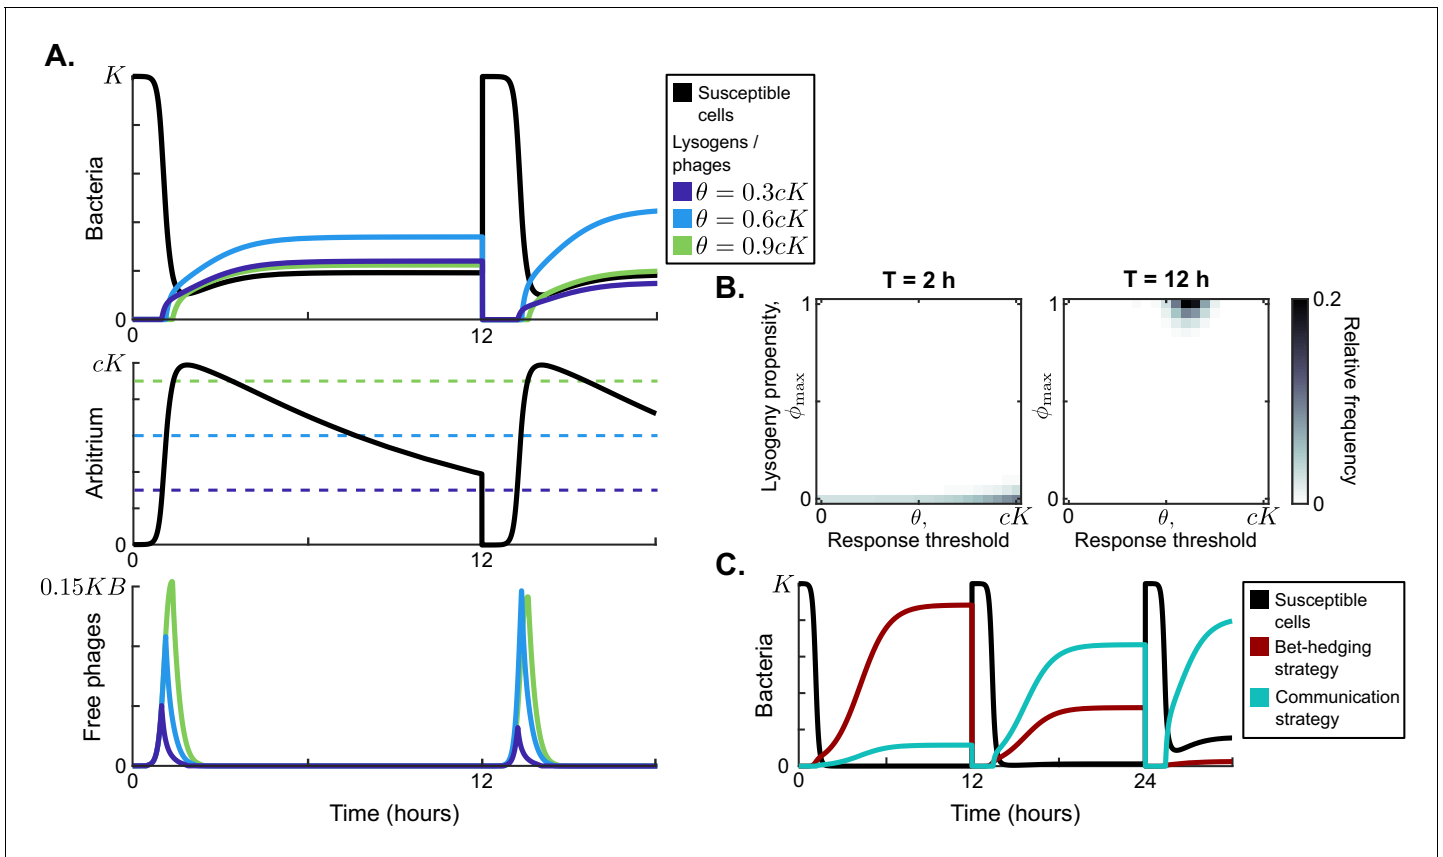 A.
K
Bacteria
0
0
12
Susceptible
cells
Lysogens /
phages
θ = 0.3cK
θ = 0.6cK
θ = 0.9cK
cK
Arbitrium
0
0
12
0.15KB
Free phages
0
0
12
Time (hours)
B.
T = 2 h
T = 12 h
Lysogeny propensity,
ϕmax
1
0
0
θ,
cK
Response threshold
ϕmax
1
0
0
θ,
cK
Response threshold
0.2
0
Relative frequency
C.
K
Bacteria
0
0
12
24
Time (hours)
Susceptible
cells
Bet-hedging
strategy
Communication
strategy